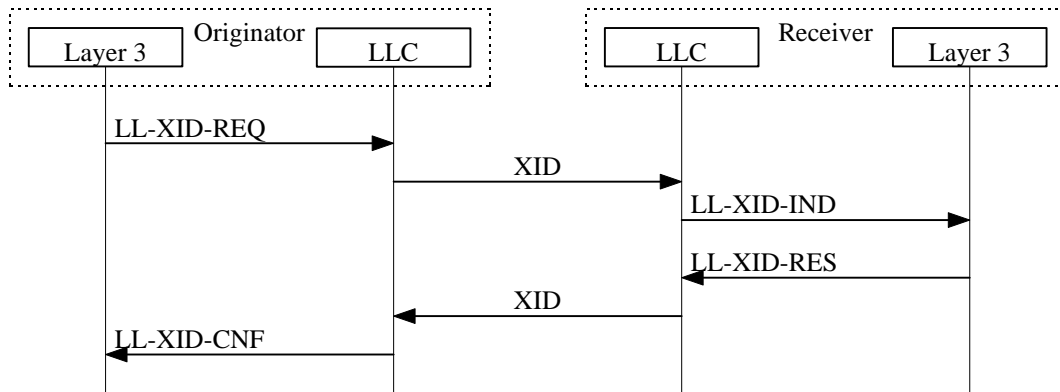 Originator
Receiver
Layer 3
LLC
LLC
Layer 3
LL-XID-REQ
XID
LL-XID-IND
LL-XID-RES
XID
LL-XID-CNF